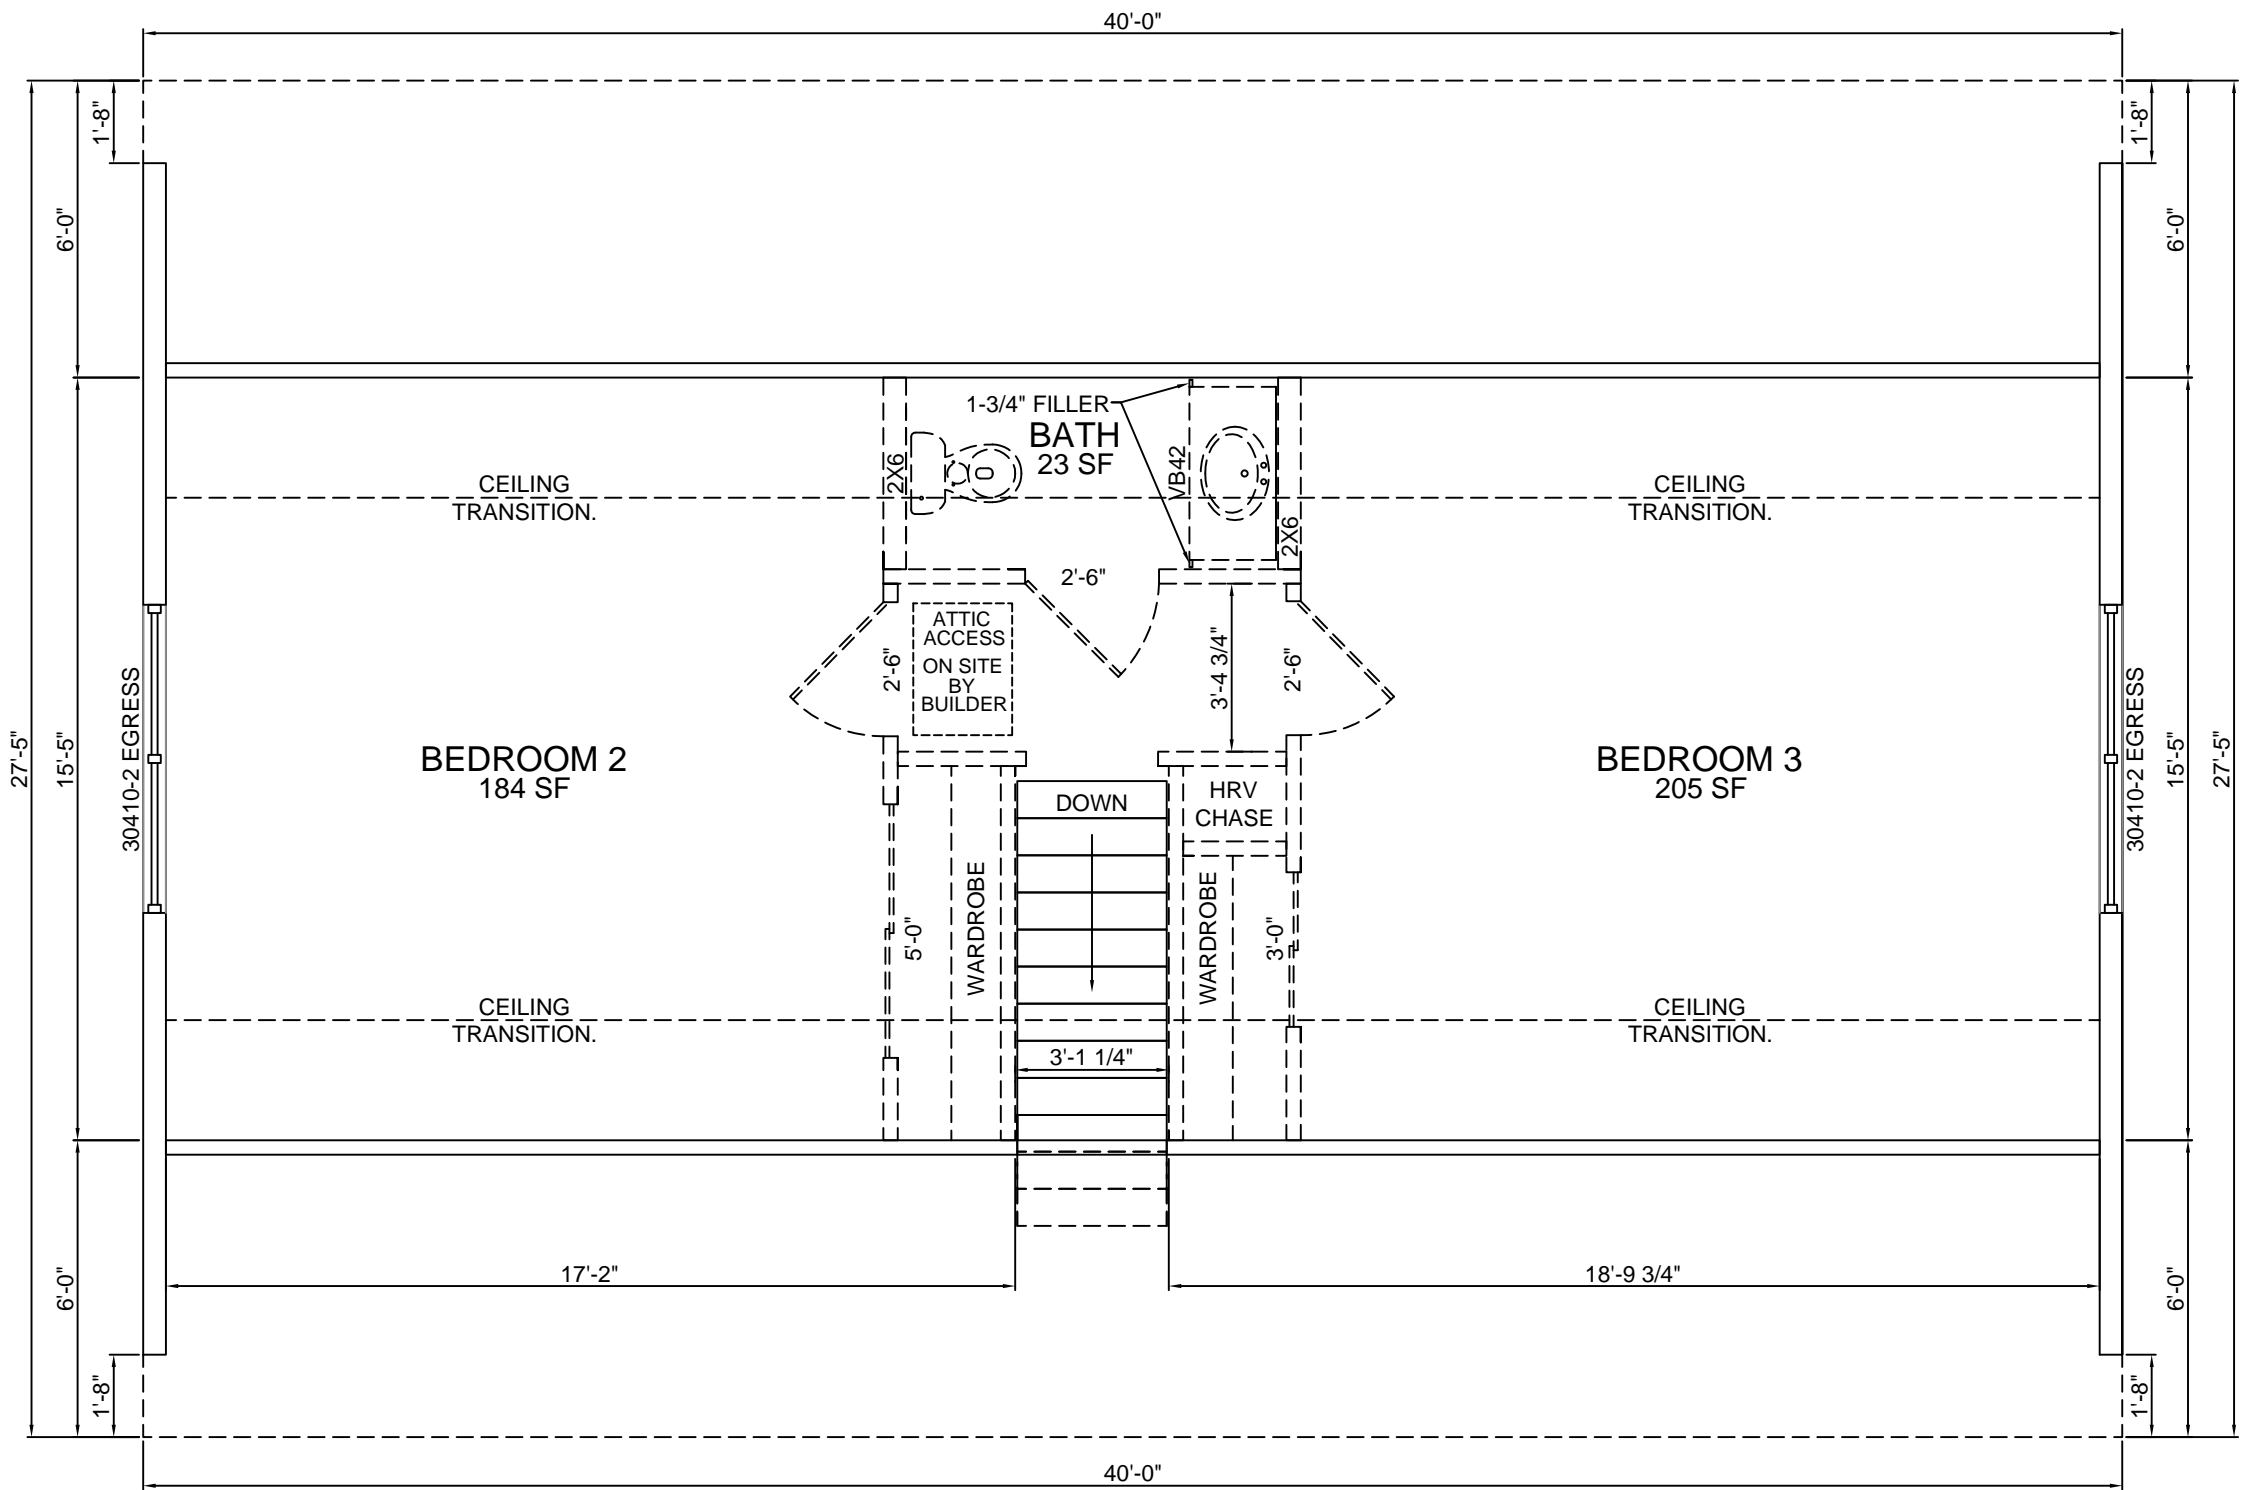 40'-0"
1'-8"
1'-8"
6'-0"
6'-0"
1-3/4" FILLER
BATH
23 SF
2X6
VB42
2X6
CEILING
TRANSITION.
CEILING
TRANSITION.
2'-6"
ATTIC
ACCESS
ON SITE
BY
BUILDER
2'-6"
3'-4 3/4"
2'-6"
27'-5"
15'-5"
30410-2 EGRESS
BEDROOM 2
184 SF
BEDROOM 3
205 SF
30410-2 EGRESS
15'-5"
27'-5"
DOWN
HRV
CHASE
5'-0"
WARDROBE
WARDROBE
3'-0"
CEILING
TRANSITION.
CEILING
TRANSITION.
3'-1 1/4"
17'-2"
18'-9 3/4"
6'-0"
6'-0"
1'-8"
1'-8"
40'-0"